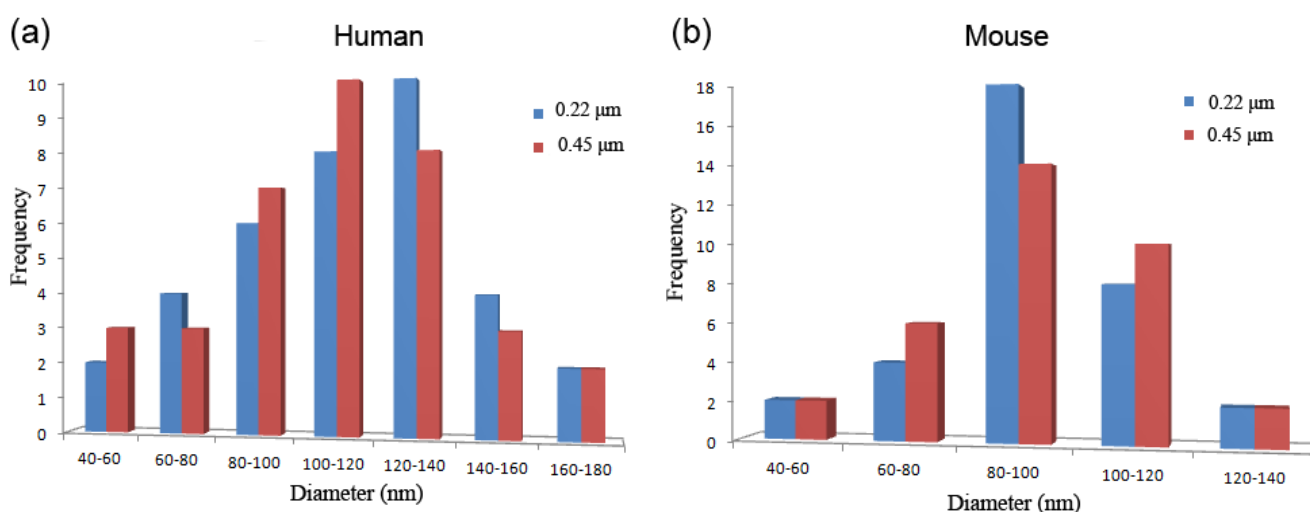 (a)
Human
10
9
8
7
6
5
4
3
2
1
0
Frequency
0.22 μm
0.45 μm
40-60 60-80 80-100 100-120 120-140 140-160 160-180
Diameter (nm)
(b)
Mouse
18
16
14
12
10
8
6
4
2
0
Frequency
0.22 μm
0.45 μm
40-60 60-80 80-100 100-120 120-140
Diameter (nm)